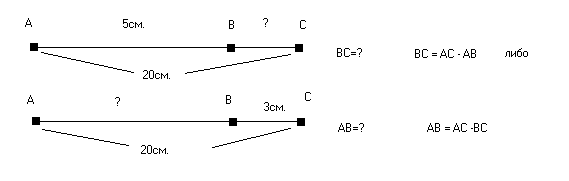 A 5см. B ? C
BC=? BC = AC - AB либо
20см.
A ? B 3см. C
AB=? AB = AC -BC
20см.